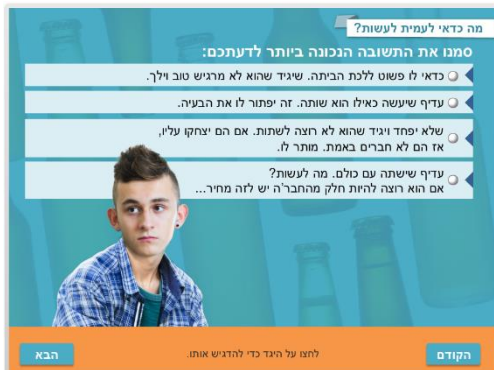 מה כדאי לעמית לעשות?
סמנו את התשובה הנכונה ביותר לדעתכם:
כדאי לו פשוט ללכת הביתה. שיגיד שהוא לא מרגיש טוב וילך.
עדיף שיעשה כאילו הוא שותה. זה יפתור לו את הבעיה.
שלא יפחד ויגיד שהוא לא רוצה לשתות. אם הם יצחקו עליו,
אז הם לא חברים באמת. מותר לו.
עדיף שישתה עם כולם. מה לעשות?
אם הוא רוצה להיות חלק מהחבר'ה יש לזה מחיר...
הקודם
לחצו על היגד כדי להדגיש אותו.
הבא